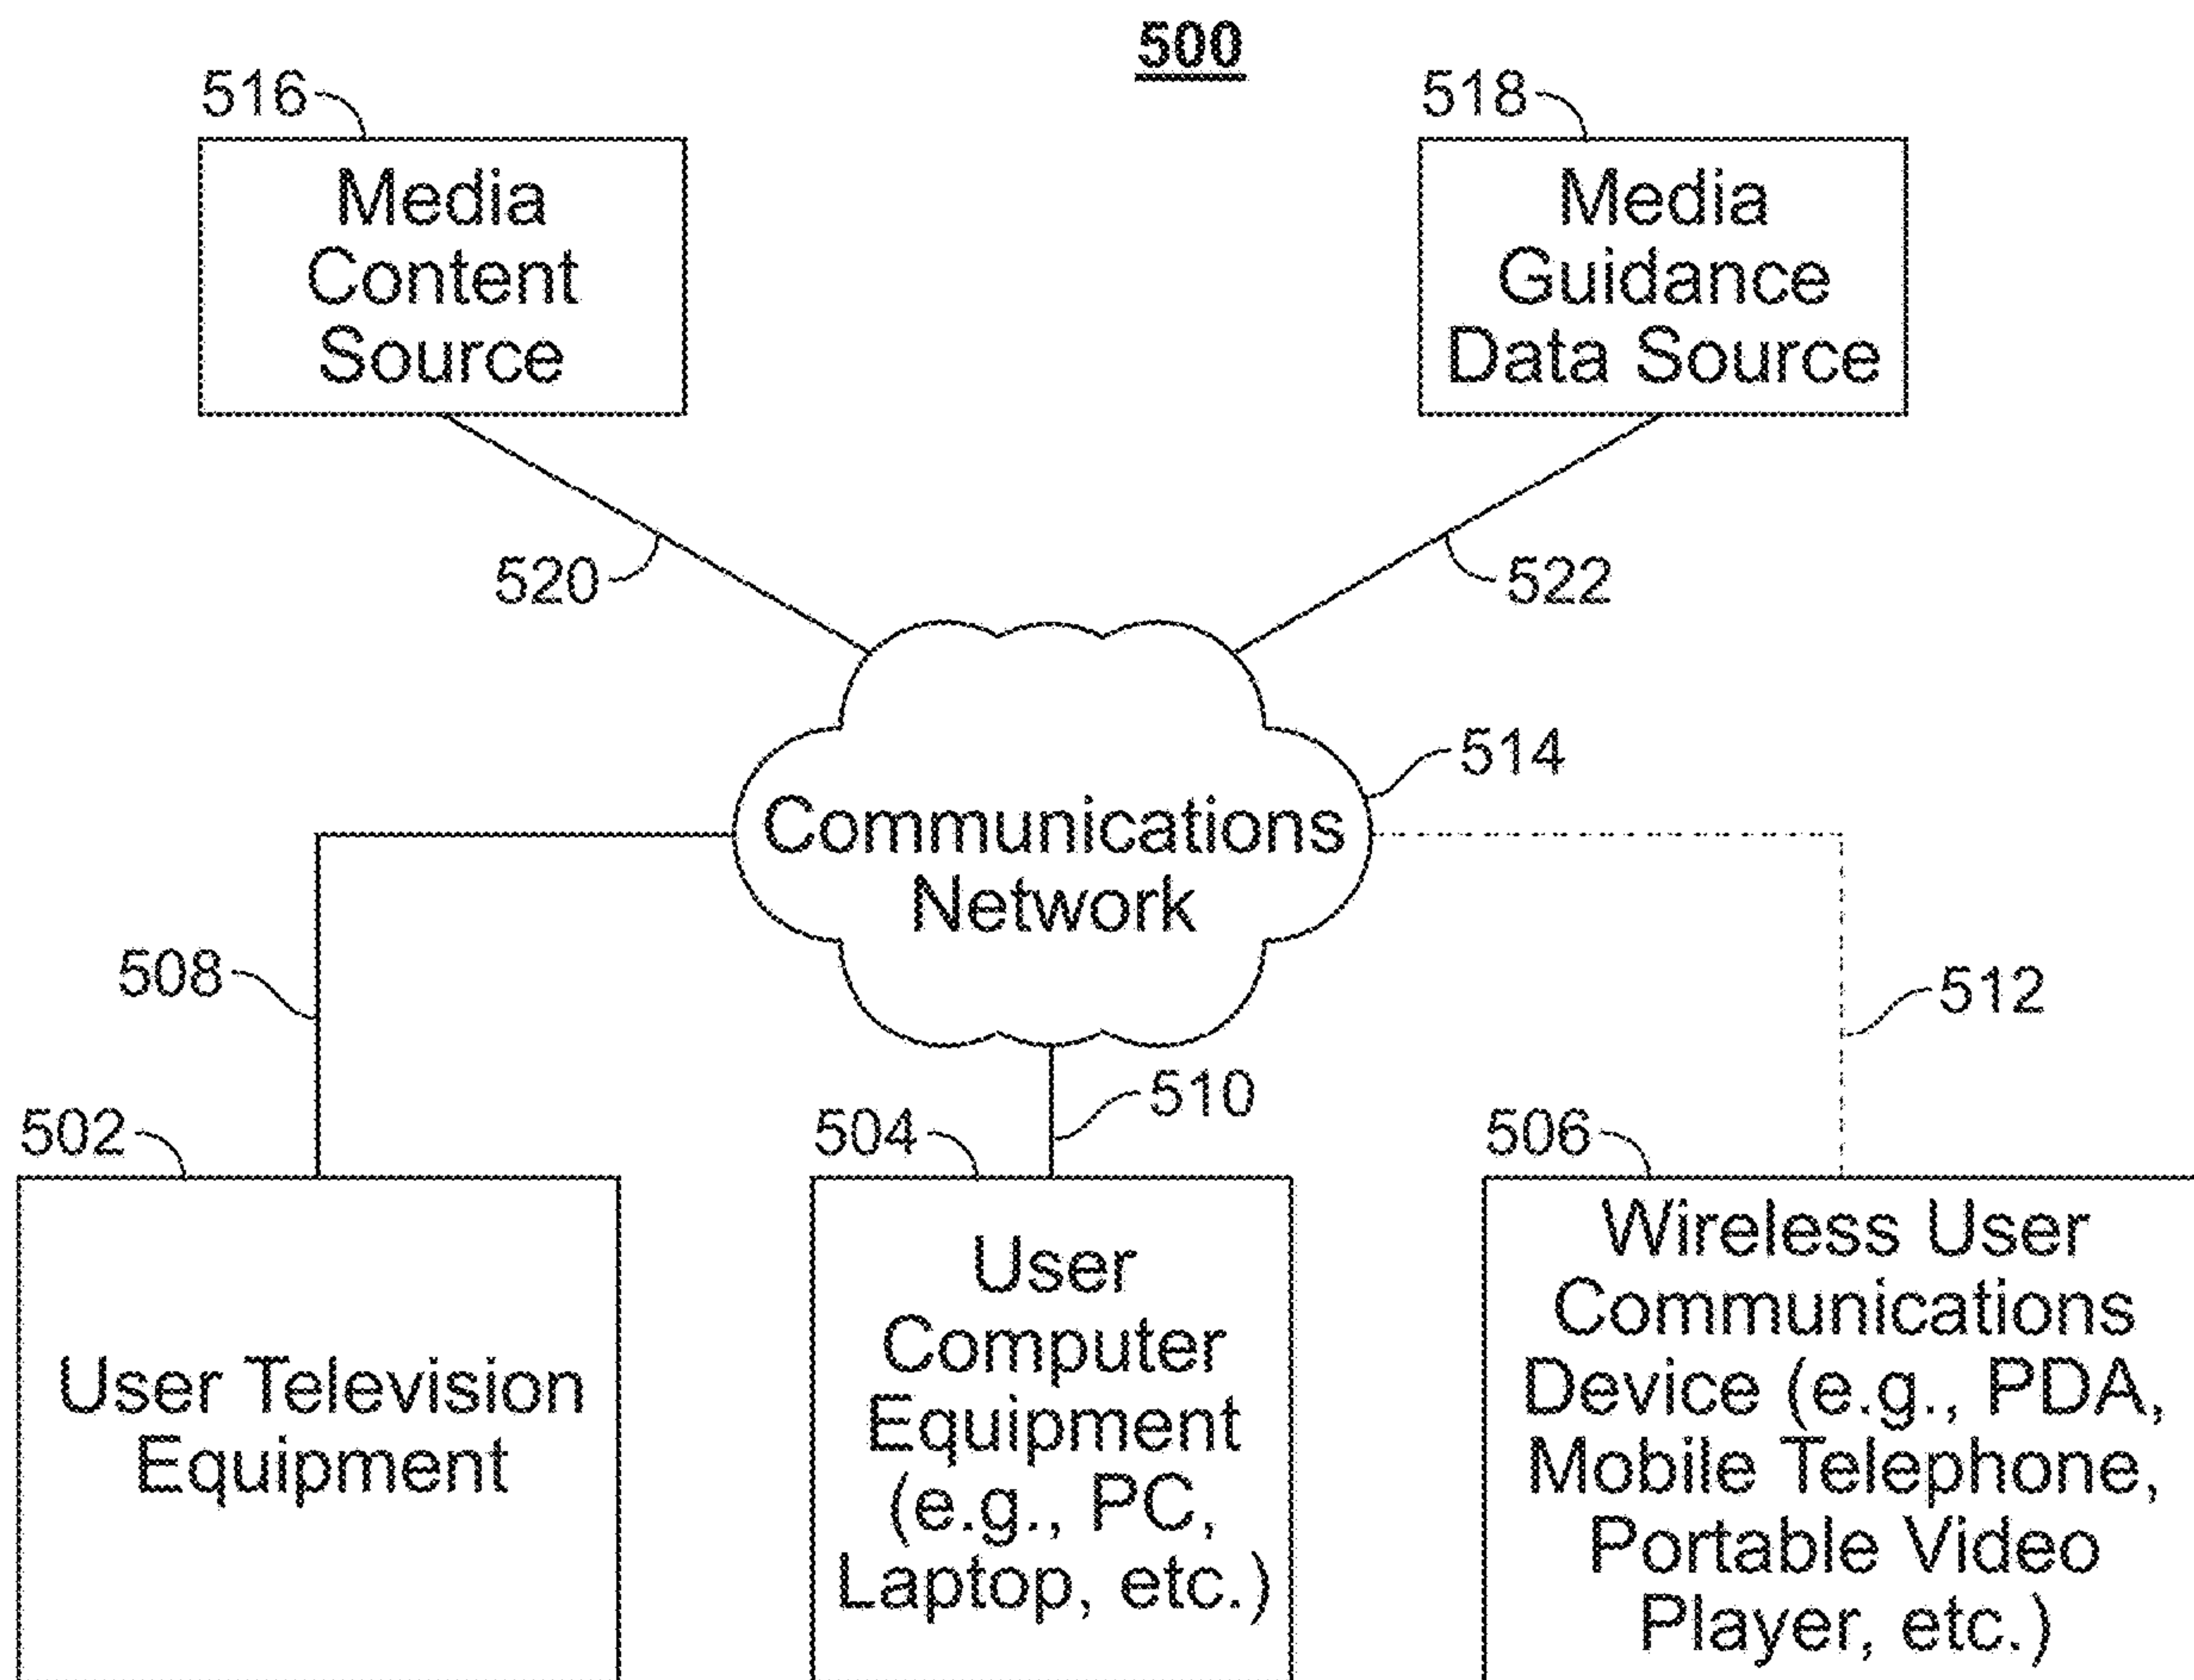 500
516
518
Media
Content
Source
Media
Guidance
Data Source
520
522
514
Communications
Network
508
512
510
502
504
506
User Television
Equipment
User
Computer
Equipment
(e.g., PC,
Laptop, etc.)
Wireless User
Communications
Device (e.g., PDA,
Mobile Telephone,
Portable Video
Player, etc.)